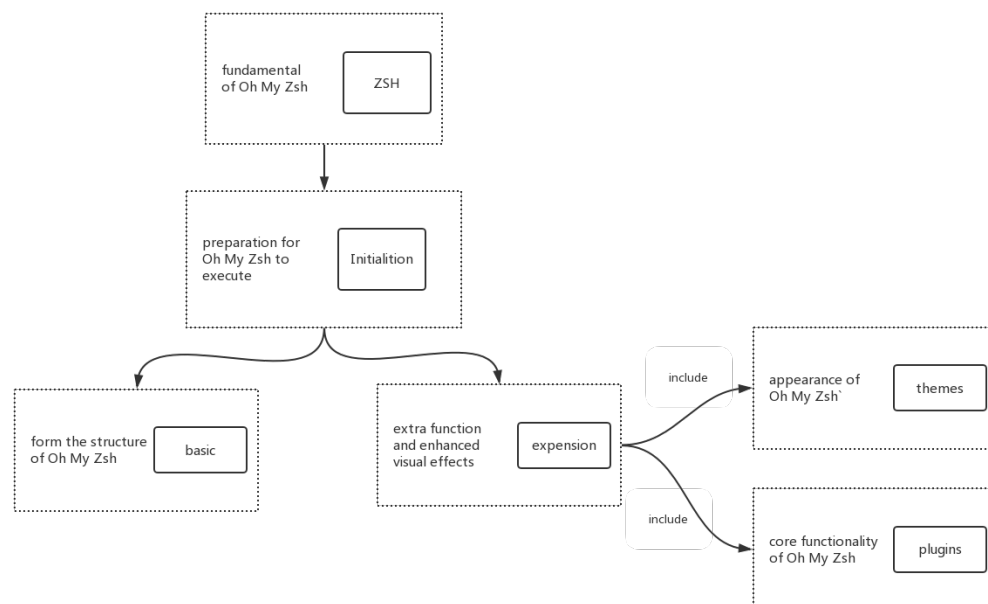 fundamental
of Oh My Zsh
ZSH
preparation for
Oh My Zsh to
execute
Initialition
form the structure
of Oh My Zsh
basic
extra function
and enhanced
visual effects
expension
include
include
appearance of
Oh My Zsh`
themes
core functionality
of Oh My Zsh
plugins